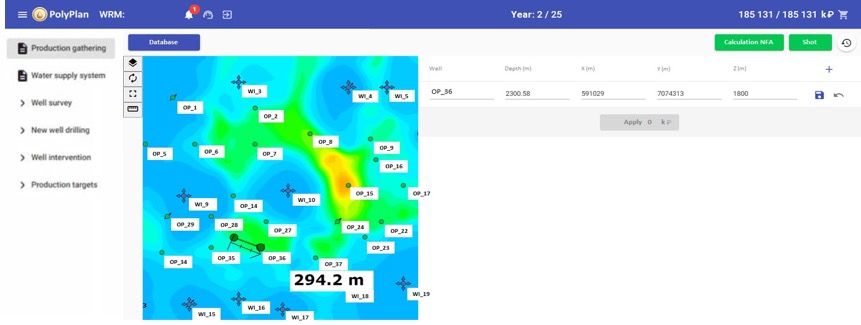 PolyPlan WRM: 1 Year: 2 / 25 185 131 / 185 131 k₽
Production gathering
Water supply system
Well survey
New well drilling
Well intervention
Production targets
Database
Calculation NFA Shot
Well Depth (m) X (m) Y (m) Z (m)
OP_36 2300.58 591029 7074313 1800
Apply 0 k₽
WI_3
WI_4 WI_5
OP_1
OP_2
OP_8
OP_9
OP_5 OP_6 OP_7
OP_16
OP_15 OP_17
WI_9 OP_14 WI_10
OP_29 OP_28 OP_27 OP_24 OP_22
OP_23
OP_34 OP_35 OP_36 OP_37
294.2 m
WI_18 WI_19
3 WI_15 WI_16 WI_17